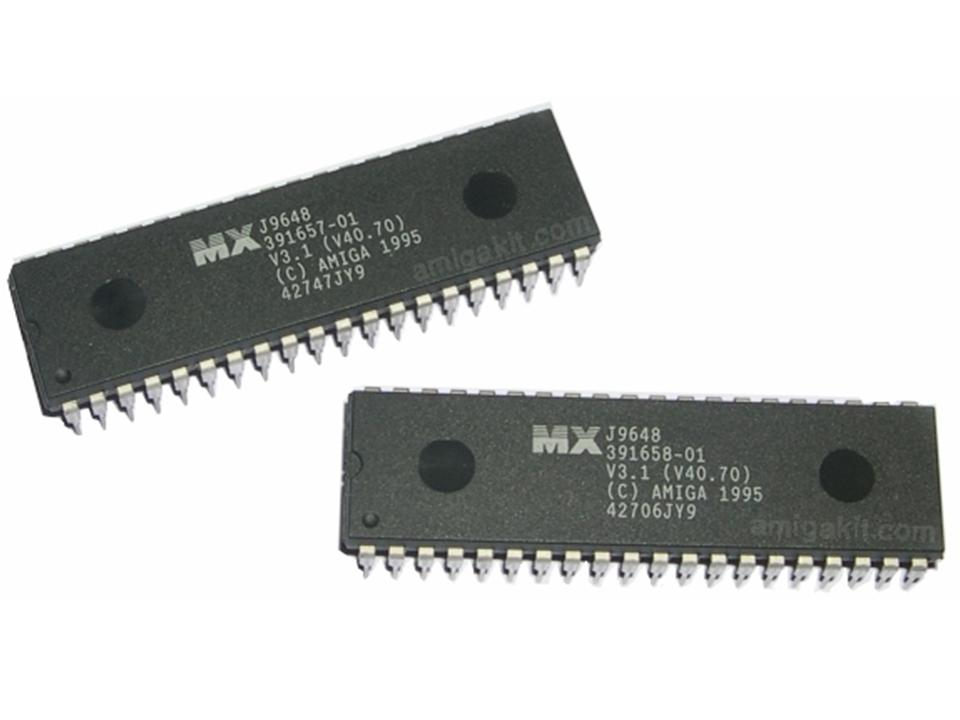 MX J9648
391657-01
V3.1 (V40.70)
(C) AMIGA 1995
42747JY9
amigakit.com
MX J9648
391658-01
V3.1 (V40.70)
(C) AMIGA 1995
42706JY9
amigakit.com